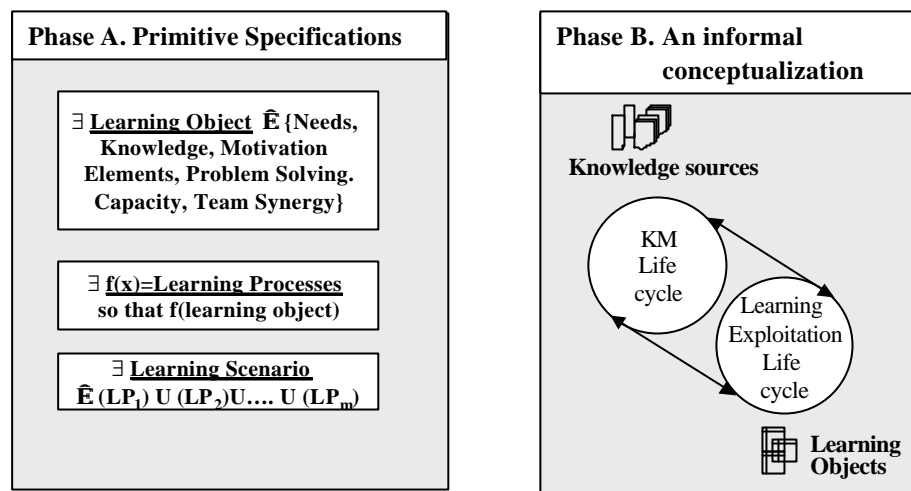 Phase A. Primitive Specifications
∃ Learning Object Ê {Needs,
Knowledge, Motivation
Elements, Problem Solving.
Capacity, Team Synergy}
∃ f(x)=Learning Processes
so that f(learning object)
∃ Learning Scenario
Ê (LP1) U (LP2)U…. U (LPm)
Phase B. An informal
conceptualization
Knowledge sources
KM
Life
cycle
Learning
Exploitation
Life
cycle
Learning
Objects